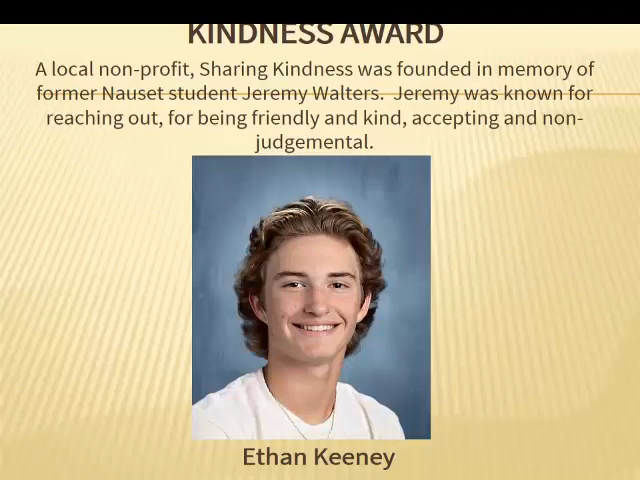 KINDNESS AWARD
A local non-profit, Sharing Kindness was founded in memory of
former Nauset student Jeremy Walters.  Jeremy was known for
reaching out, for being friendly and kind, accepting and non-
judgemental.
Ethan Keeney